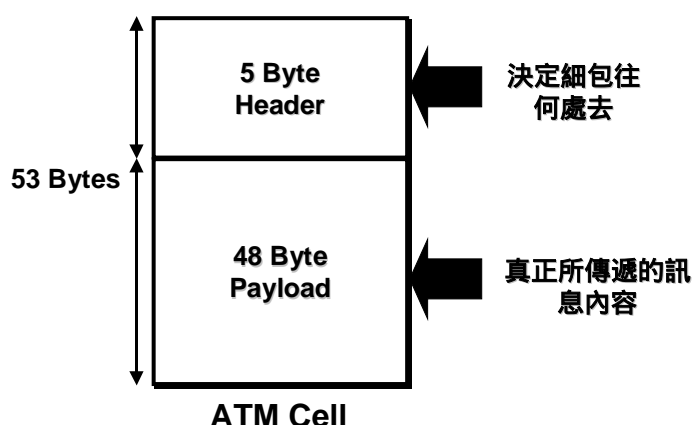 5 Byte
Header
決定細包往
何處去
53 Bytes
48 Byte
Payload
真正所傳遞的訊
息內容
ATM Cell